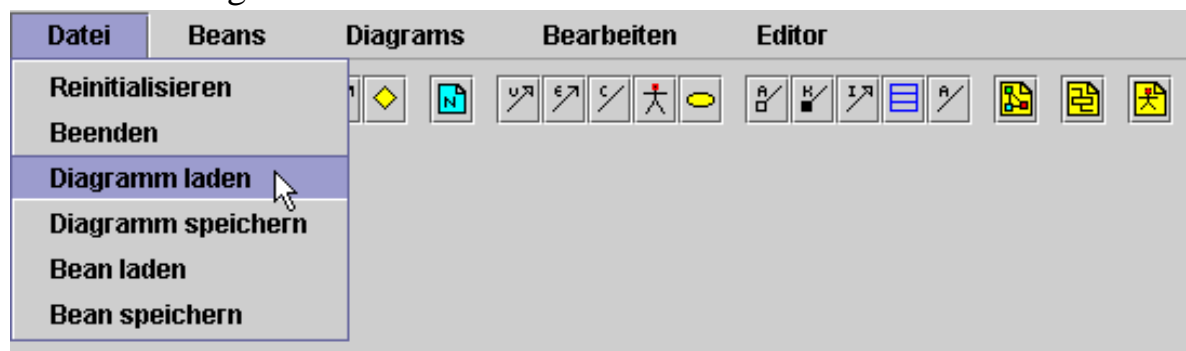 Datei Beans Diagrams Bearbeiten Editor
Reinitialisieren
Beenden
Diagramm laden
Diagramm speichern
Bean laden
Bean speichern
N U E C A K I A